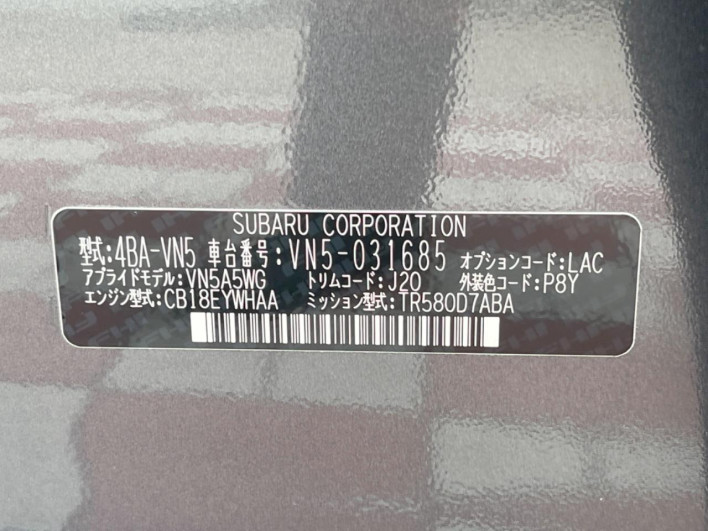 SUBARU CORPORATION
型式:4BA-VN5 車台番号:VN5-031685 オプションコード:LAC
アプライドモデル:VN5A5WG トリムコード:J20 外装色コード:P8Y
エンジン型式:CB18EYWHAA ミッション型式:TR580D7ABA